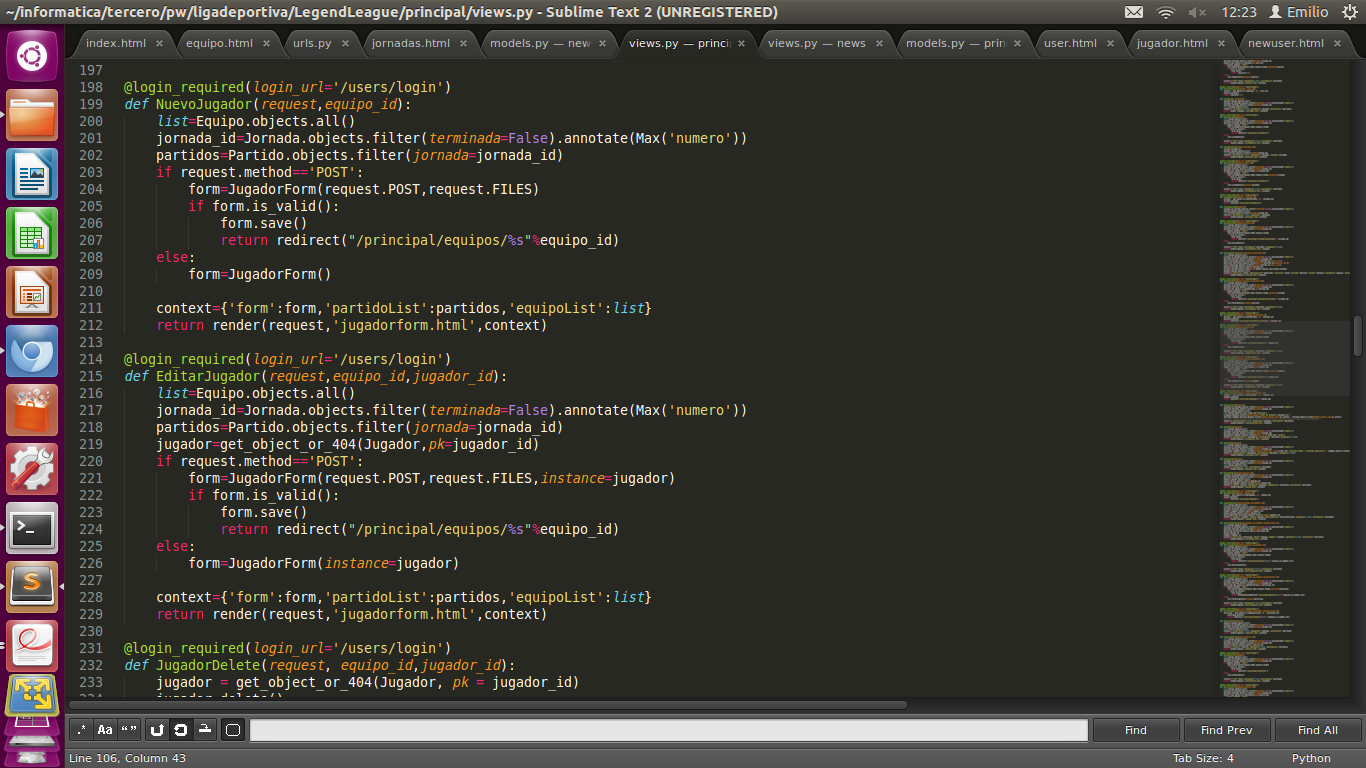 ~/informatica/tercero/pw/ligadeportiva/LegendLeague/principal/views.py - Sublime Text 2 (UNREGISTERED)
12:23 Emilio
index.html × equipo.html × urls.py × jornadas.html × models.py — new × views.py — princi × views.py — news × models.py — prin × user.html × jugador.html × newuser.html ×
197
198 @login_required(login_url='/users/login')
199 def NuevoJugador(request,equipo_id):
200 list=Equipo.objects.all()
201 jornada_id=Jornada.objects.filter(terminada=False).annotate(Max('numero'))
202 partidos=Partido.objects.filter(jornada=jornada_id)
203 if request.method=='POST':
204 form=JugadorForm(request.POST,request.FILES)
205 if form.is_valid():
206 form.save()
207 return redirect("/principal/equipos/%s"%equipo_id)
208 else:
209 form=JugadorForm()
210
211 context={'form':form,'partidoList':partidos,'equipoList':list}
212 return render(request,'jugadorform.html',context)
213
214 @login_required(login_url='/users/login')
215 def EditarJugador(request,equipo_id,jugador_id):
216 list=Equipo.objects.all()
217 jornada_id=Jornada.objects.filter(terminada=False).annotate(Max('numero'))
218 partidos=Partido.objects.filter(jornada=jornada_id)
219 jugador=get_object_or_404(Jugador,pk=jugador_id)
220 if request.method=='POST':
221 form=JugadorForm(request.POST,request.FILES,instance=jugador)
222 if form.is_valid():
223 form.save()
224 return redirect("/principal/equipos/%s"%equipo_id)
225 else:
226 form=JugadorForm(instance=jugador)
227
228 context={'form':form,'partidoList':partidos,'equipoList':list}
229 return render(request,'jugadorform.html',context)
230
231 @login_required(login_url='/users/login')
232 def JugadorDelete(request, equipo_id,jugador_id):
233 jugador = get_object_or_404(Jugador, pk = jugador_id)
.* Aa “ ” Find Find Prev Find All
Line 106, Column 43 Tab Size: 4 Python